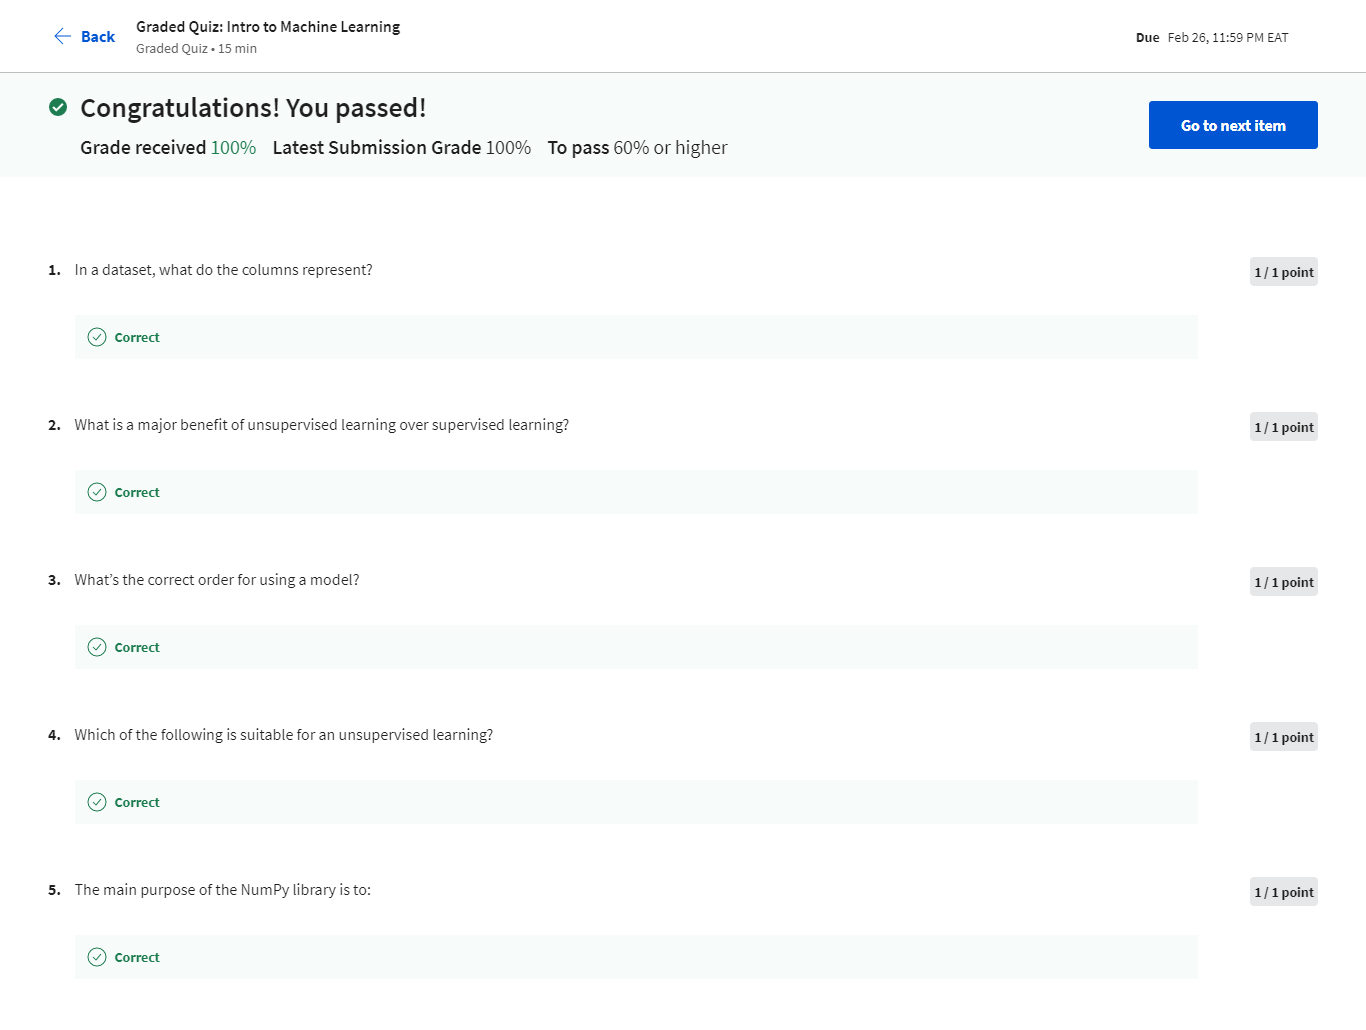 Back
Graded Quiz: Intro to Machine Learning
Graded Quiz • 15 min
Due Feb 26, 11:59 PM EAT
Congratulations! You passed!
Grade received 100% Latest Submission Grade 100% To pass 60% or higher
Go to next item
1. In a dataset, what do the columns represent?
1 / 1 point
Correct
2. What is a major benefit of unsupervised learning over supervised learning?
1 / 1 point
Correct
3. What’s the correct order for using a model?
1 / 1 point
Correct
4. Which of the following is suitable for an unsupervised learning?
1 / 1 point
Correct
5. The main purpose of the NumPy library is to:
1 / 1 point
Correct